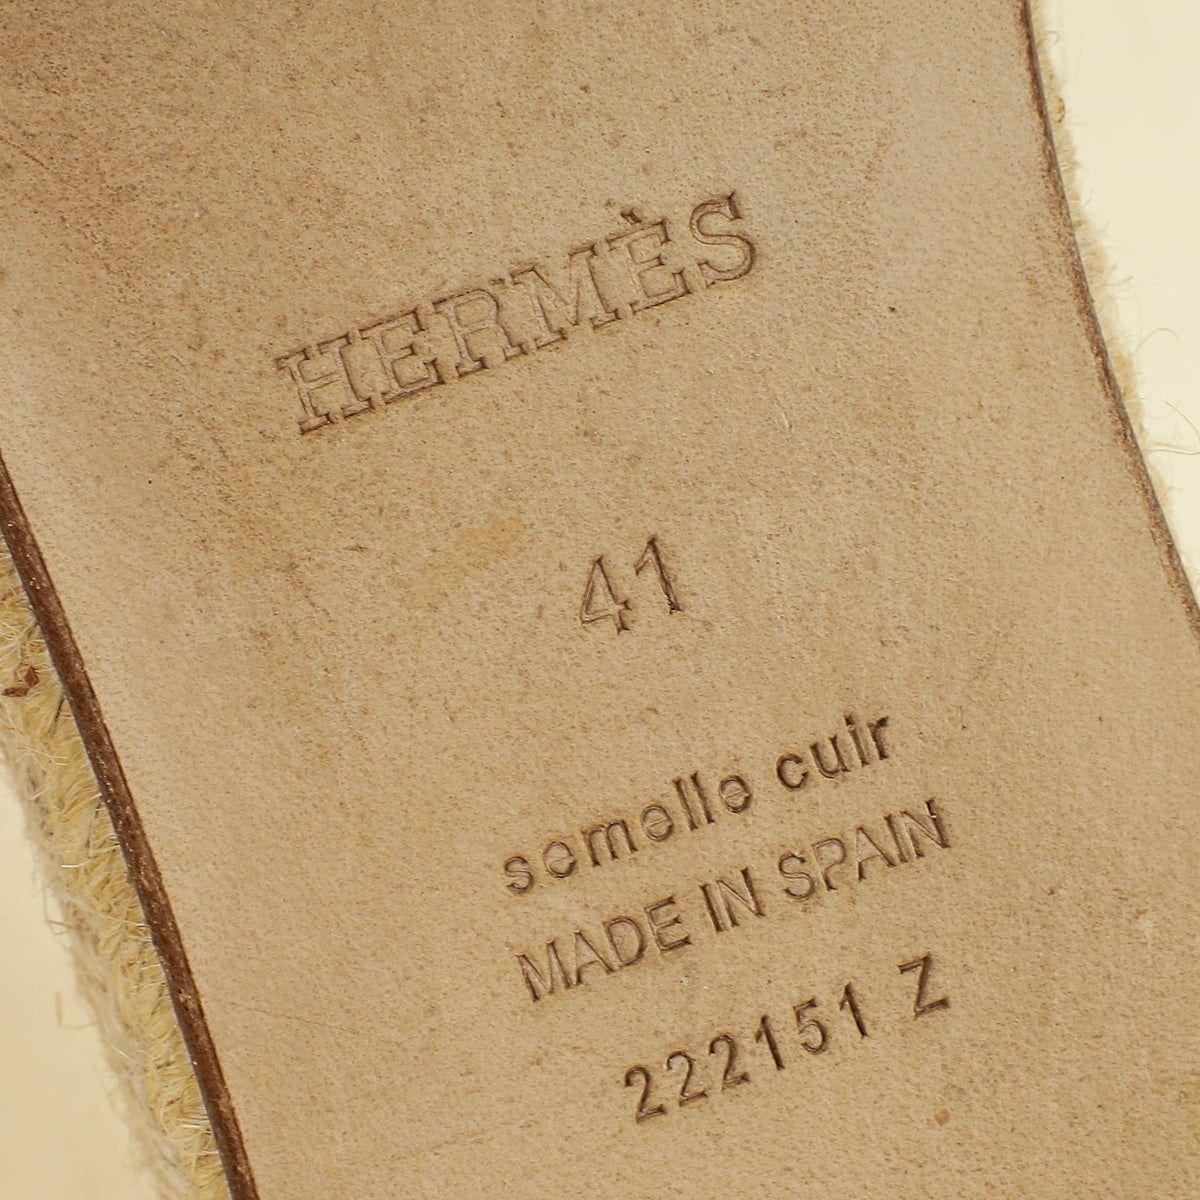 HERMÈS
41
semelle cuir
MADE IN SPAIN
222151 Z